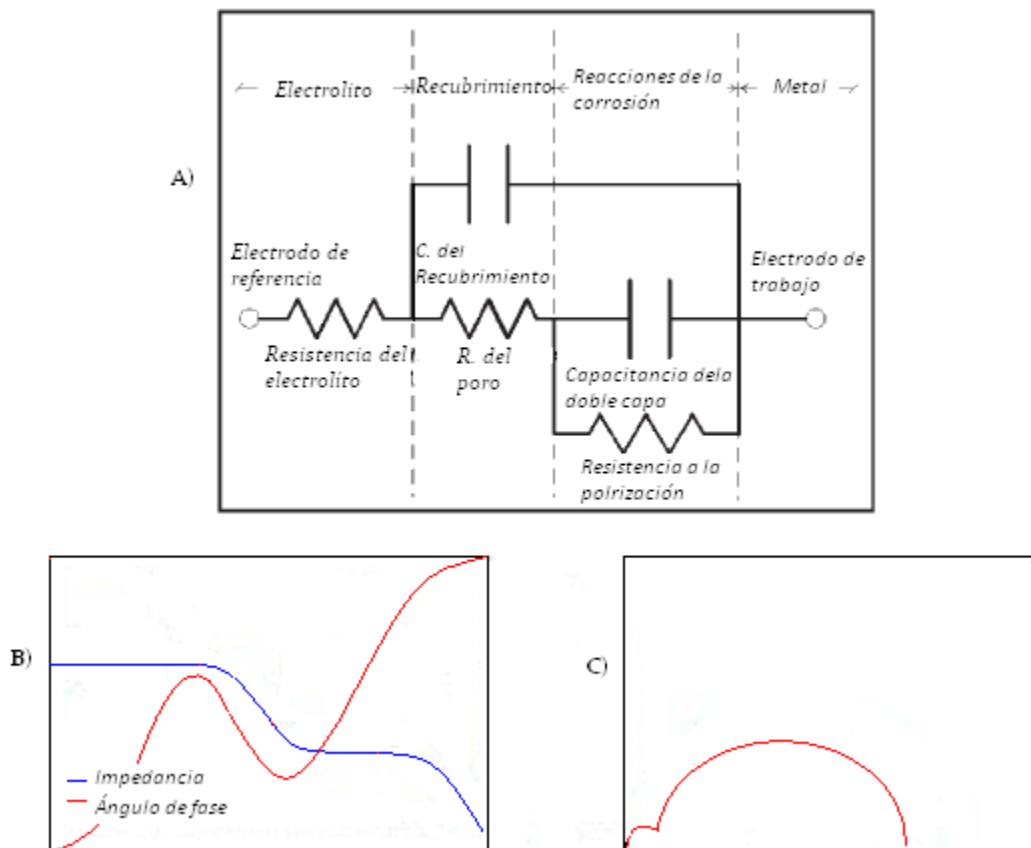 Electrolito
Recubrimiento
Reacciones de la
corrosión
Metal
A)
C. del
Recubrimiento
Electrodo de
referencia
Electrodo de
trabajo
Resistencia del
electrolito
R. del
poro
Capacitancia dela
doble capa
Resistencia a la
polrización
B)
Impedancia
Ángulo de fase
C)